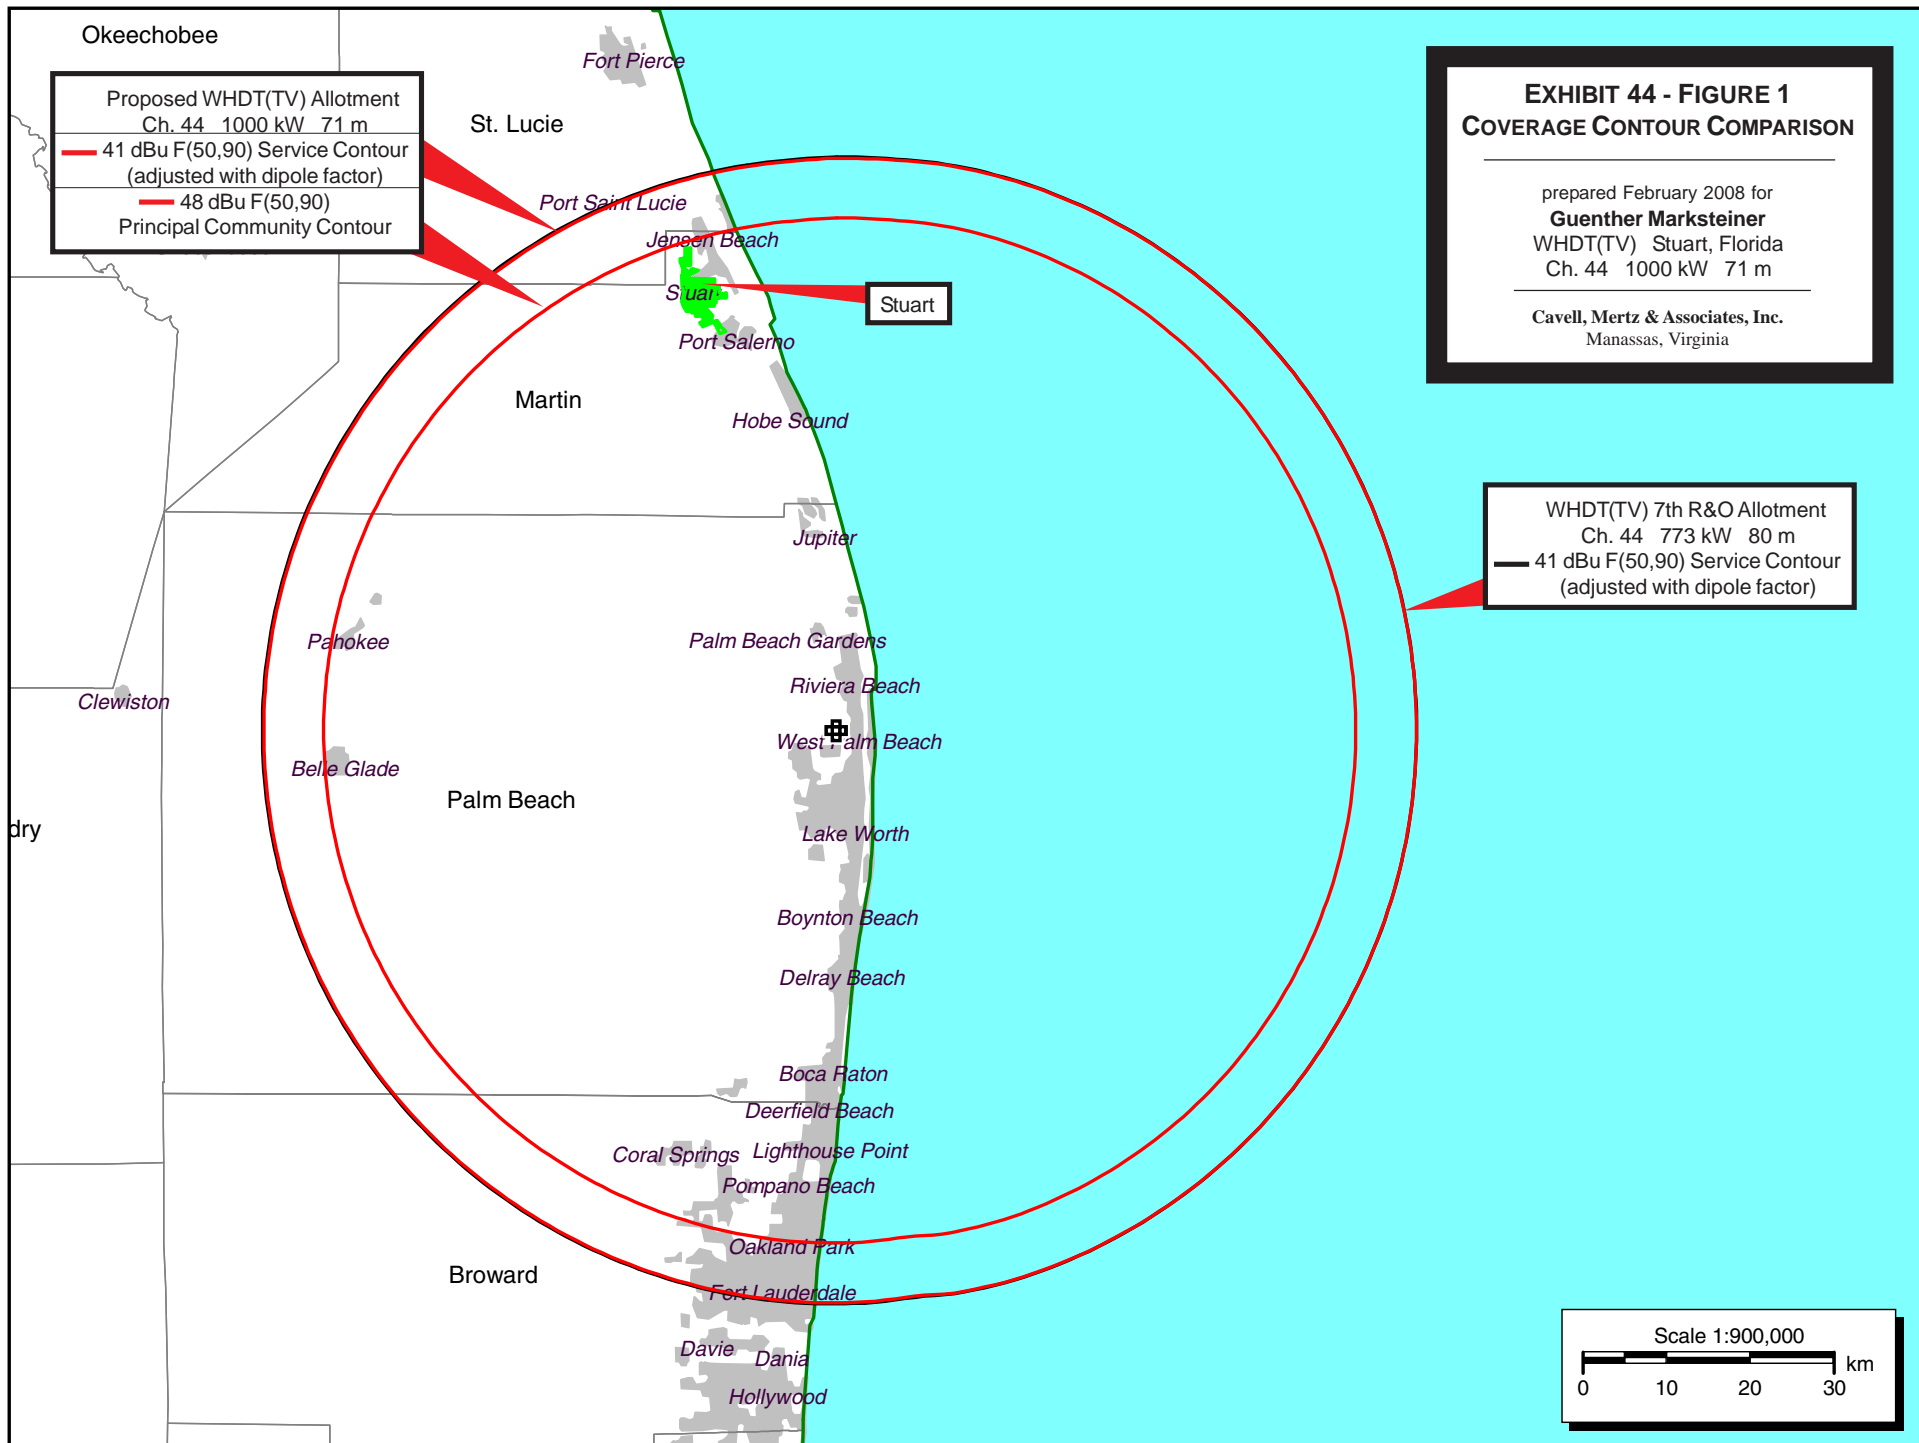 Okeechobee
Fort Pierce
Proposed WHDT(TV) Allotment
Ch. 44 1000 kW 71 m
41 dBu F(50,90) Service Contour
(adjusted with dipole factor)
48 dBu F(50,90)
Principal Community Contour
St. Lucie
EXHIBIT 44 - FIGURE 1
COVERAGE CONTOUR COMPARISON
prepared February 2008 for
Guenther Marksteiner
WHDT(TV) Stuart, Florida
Ch. 44 1000 kW 71 m
Cavell, Mertz & Associates, Inc.
Manassas, Virginia
Port Saint Lucie
Jensen Beach
Stuart
Stuart
Port Salerno
Martin
Hobe Sound
WHDT(TV) 7th R&O Allotment
Ch. 44 773 kW 80 m
41 dBu F(50,90) Service Contour
(adjusted with dipole factor)
Jupiter
Pahokee
Palm Beach Gardens
Riviera Beach
Clewiston
West Palm Beach
Belle Glade
Palm Beach
dry
Lake Worth
Boynton Beach
Delray Beach
Boca Raton
Deerfield Beach
Coral Springs
Lighthouse Point
Pompano Beach
Oakland Park
Broward
Fort Lauderdale
Davie
Dania
Hollywood
Scale 1:900,000
km
0 10 20 30